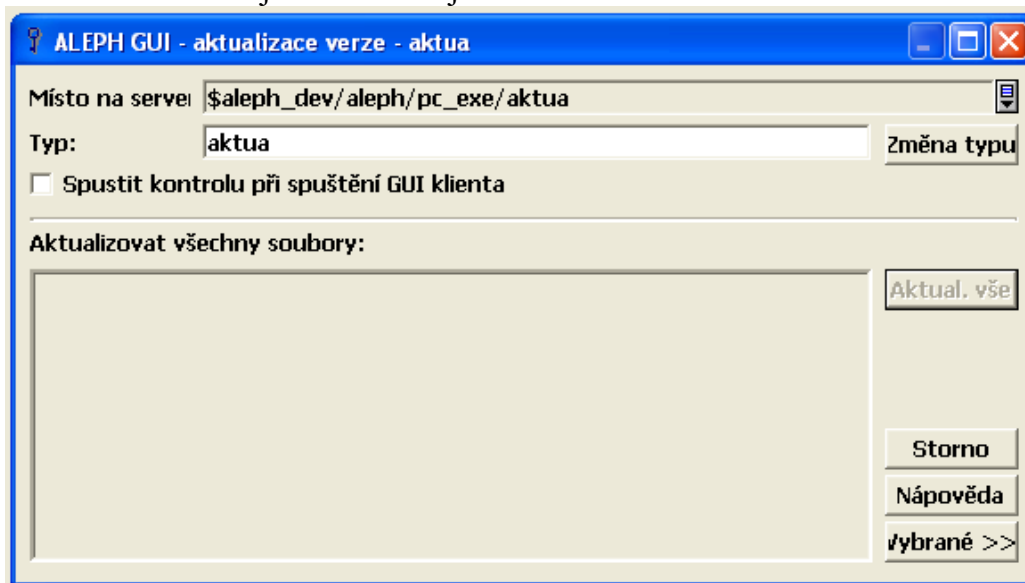 ALEPH GUI - aktualizace verze - aktua
Místo na server $aleph_dev/aleph/pc_exe/aktua
Typ: aktua Změna typu
Spustit kontrolu při spuštění GUI klienta
Aktualizovat všechny soubory:
Aktual. vše
Storno
Nápověda
Vybrané >>